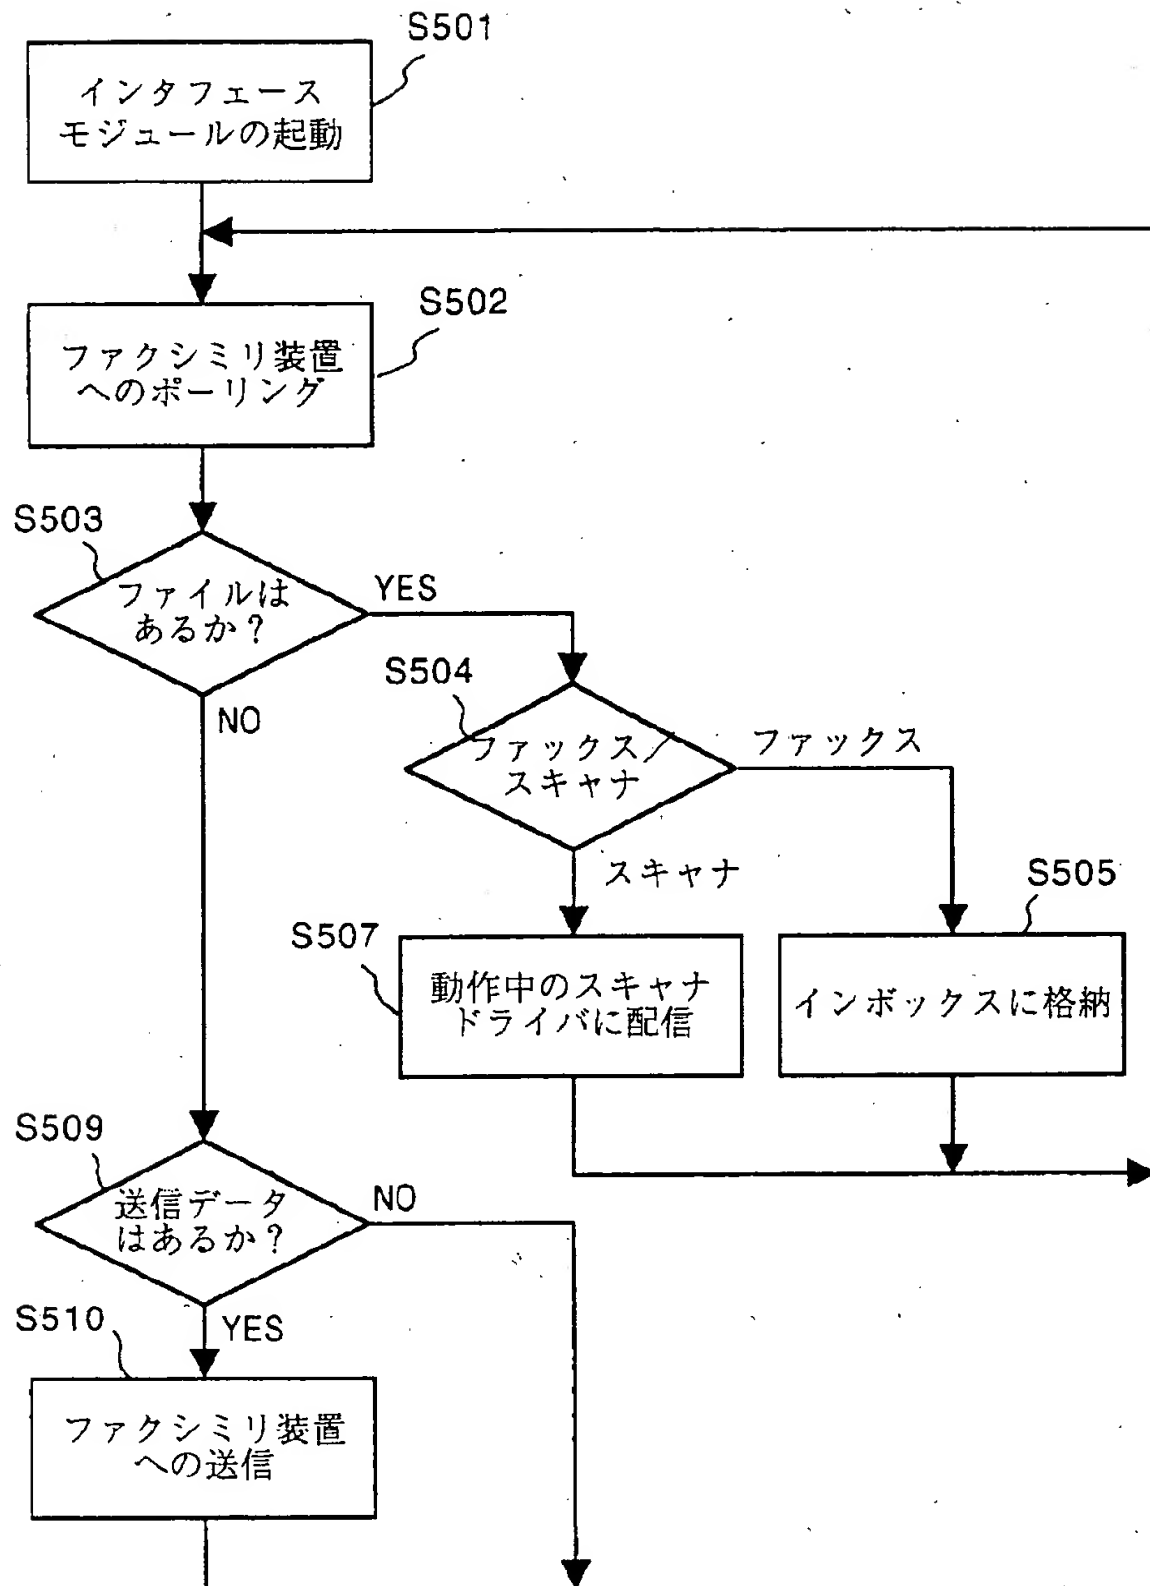 S501
インタフェース
モジュールの起動
S502
ファクシミリ装置
へのポーリング
S503
ファイルは
あるか？
YES
NO
S504
ファックス／
スキャナ
ファックス
スキャナ
S505
インボックスに格納
S507
動作中のスキャナ
ドライバに配信
S509
送信データ
はあるか？
NO
YES
S510
ファクシミリ装置
への送信